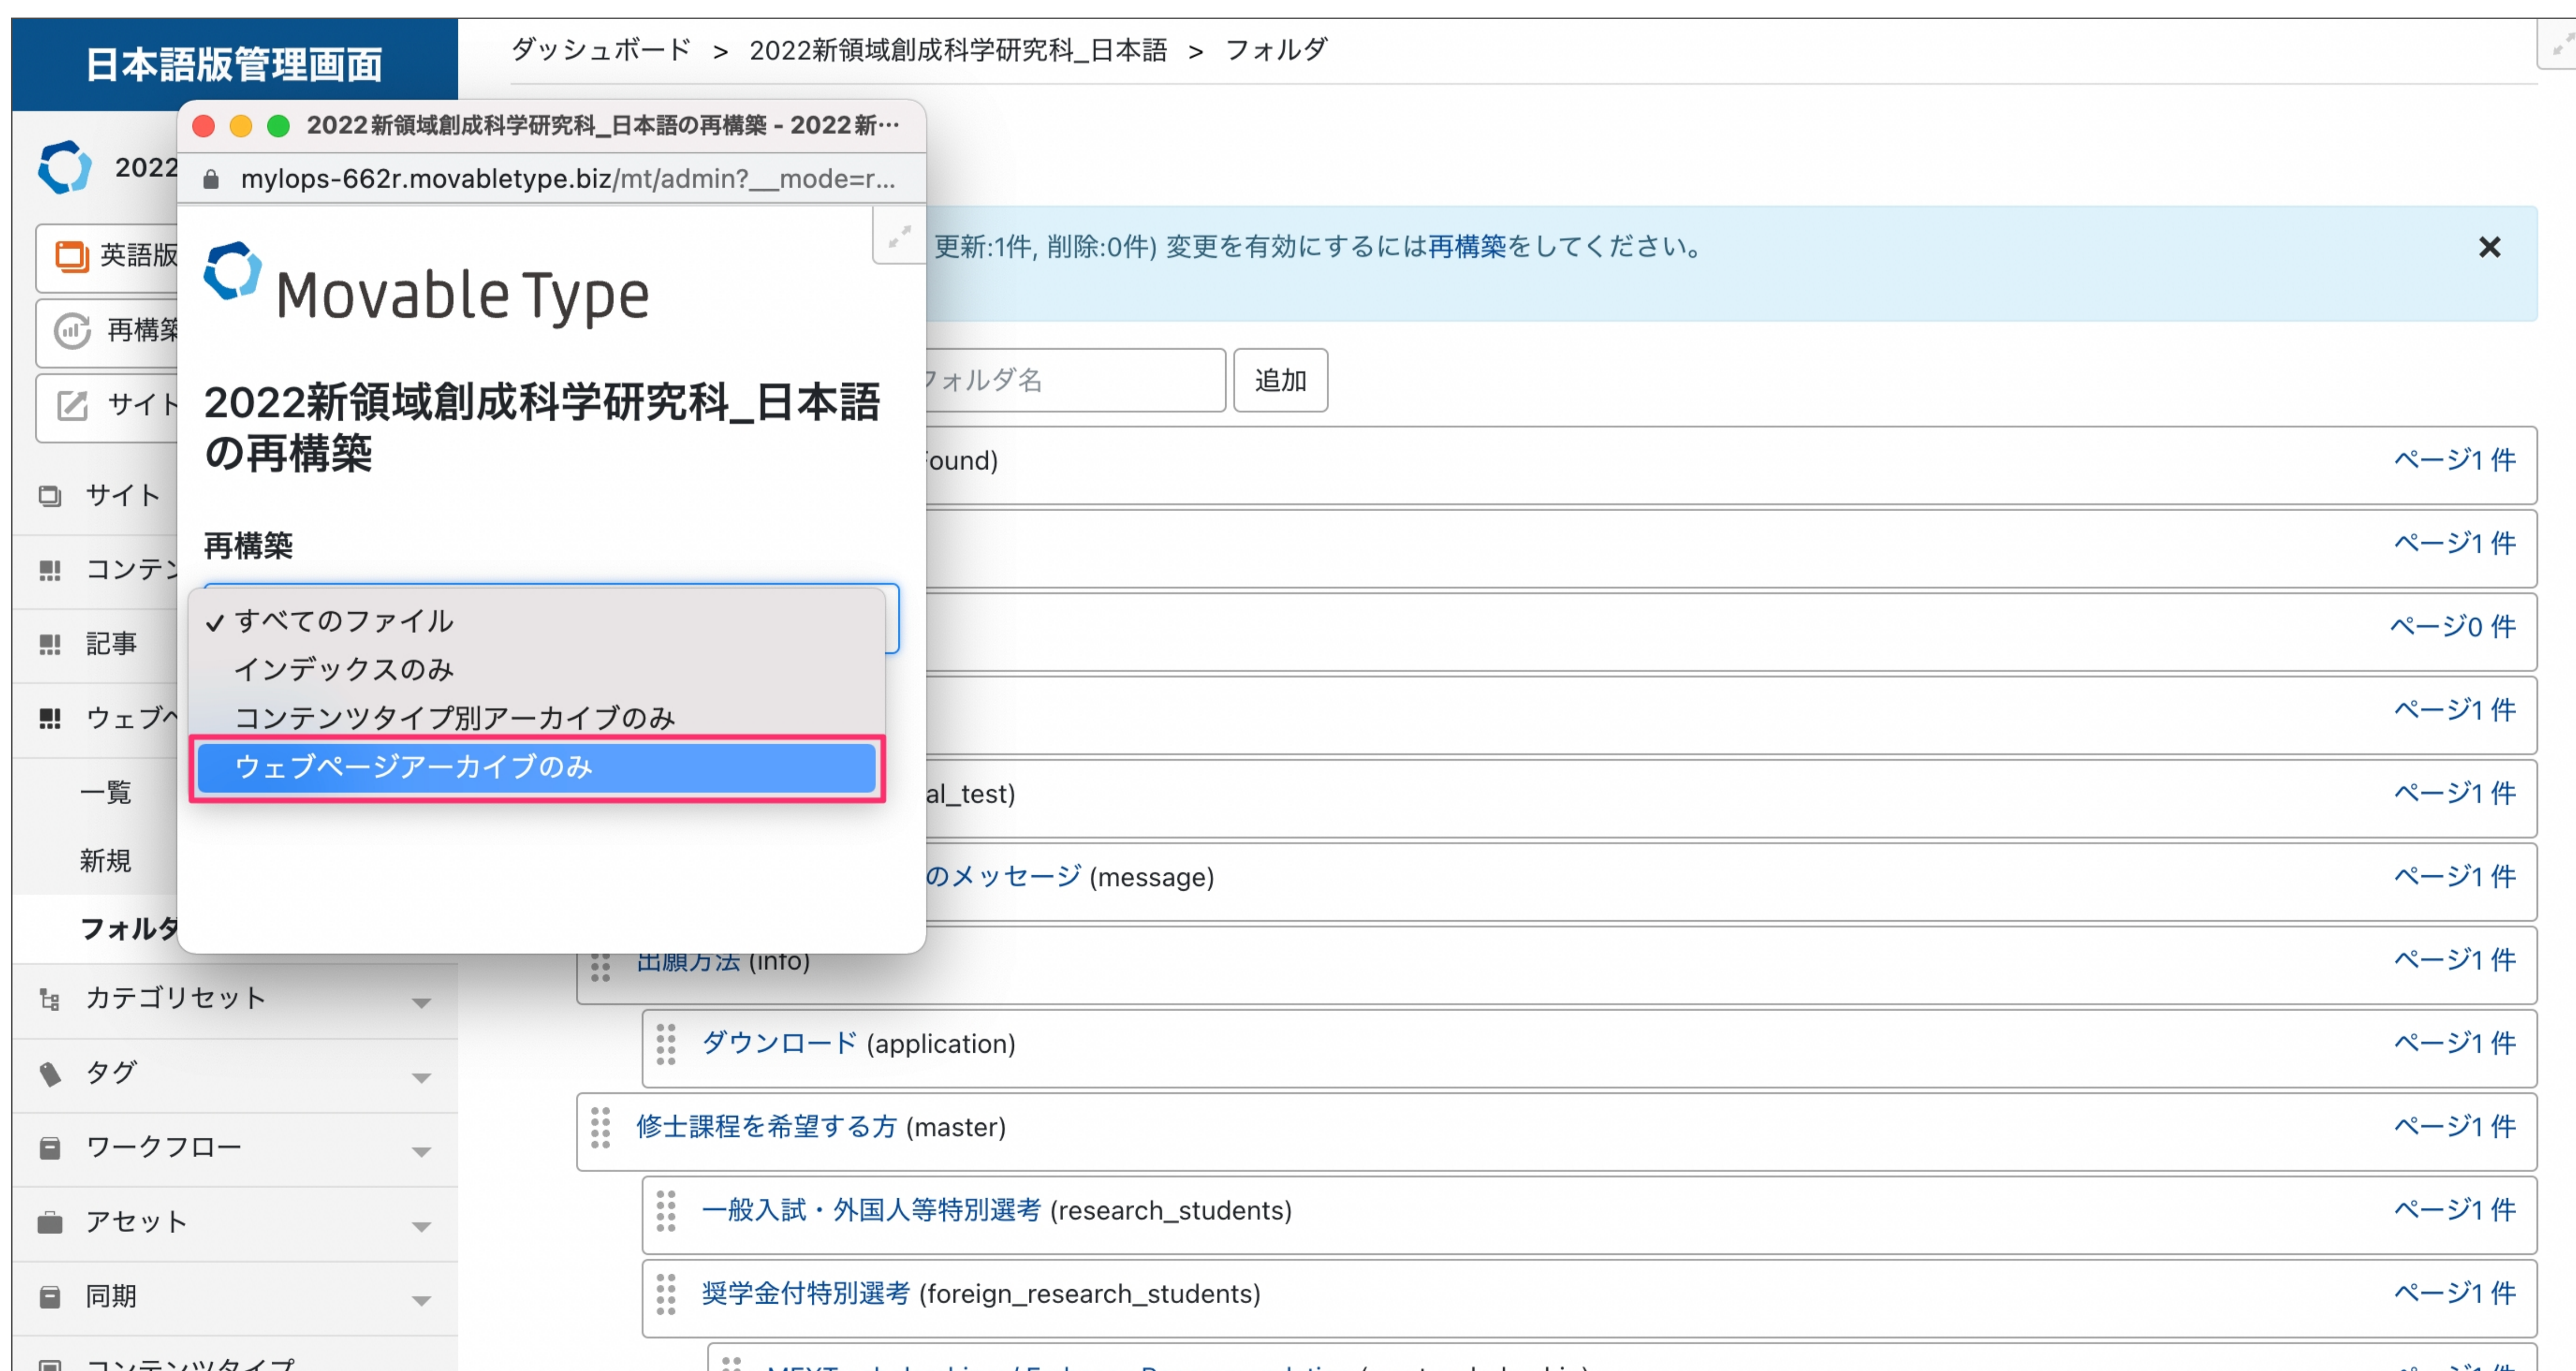 日本語版管理画面
ダッシュボード > 2022新領域創成科学研究科_日本語 > フォルダ
2022新領域創成科学研究科_日本語の再構築 - 2022新…
mylops-662r.movabletype.biz/mt/admin?__mode=r...
2022
英語版
再構築
サイト
Movable Type
2022新領域創成科学研究科_日本語
の再構築
再構築
すべてのファイル
インデックスのみ
コンテンツタイプ別アーカイブのみ
ウェブページアーカイブのみ
更新:1件, 削除:0件) 変更を有効にするには再構築をしてください。
フォルダ名
追加
ound)
ページ1 件
ページ1 件
ページ0 件
ページ1 件
al_test)
ページ1 件
のメッセージ (message)
ページ1 件
出願方法 (info)
ページ1 件
ダウンロード (application)
ページ1 件
修士課程を希望する方 (master)
ページ1 件
一般入試・外国人等特別選考 (research_students)
ページ1 件
奨学金付特別選考 (foreign_research_students)
ページ1 件
サイト
コンテン
記事
ウェブペ
一覧
新規
フォルダ
カテゴリセット
タグ
ワークフロー
アセット
同期
コンテンツタイプ